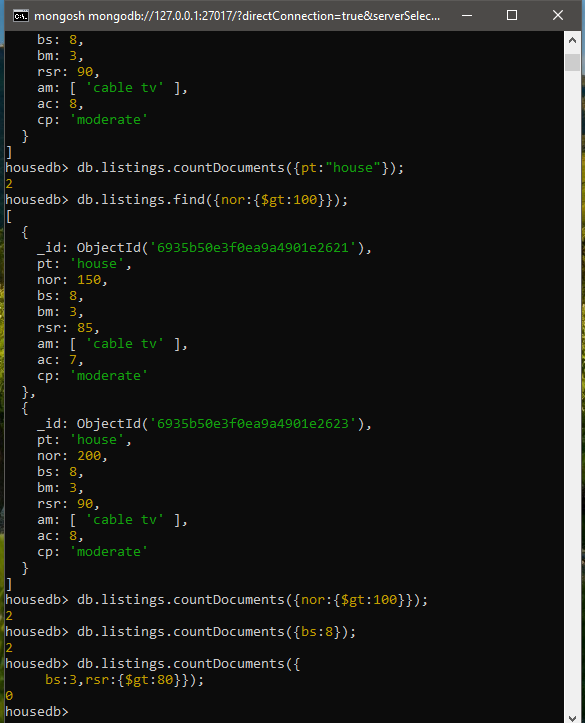 mongosh mongodb://127.0.0.1:27017/?directConnection=true&serverSelec...
bs: 8,
bm: 3,
rsr: 90,
am: [ 'cable tv' ],
ac: 8,
cp: 'moderate'
}
]
housedb> db.listings.countDocuments({pt:"house"});
2
housedb> db.listings.find({nor:{$gt:100}});
[
{
_id: ObjectId('6935b50e3f0ea9a4901e2621'),
pt: 'house',
nor: 150,
bs: 8,
bm: 3,
rsr: 85,
am: [ 'cable tv' ],
ac: 7,
cp: 'moderate'
},
{
_id: ObjectId('6935b50e3f0ea9a4901e2623'),
pt: 'house',
nor: 200,
bs: 8,
bm: 3,
rsr: 90,
am: [ 'cable tv' ],
ac: 8,
cp: 'moderate'
}
]
housedb> db.listings.countDocuments({nor:{$gt:100}});
2
housedb> db.listings.countDocuments({bs:8});
2
housedb> db.listings.countDocuments({
bs:3,rsr:{$gt:80}});
0
housedb>